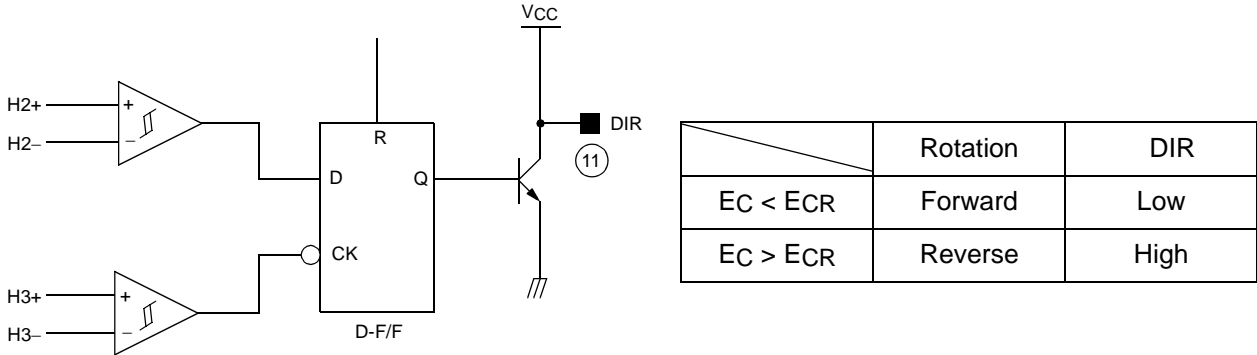 VCC
H2+
+
H2−
−
R
DIR
11
D
Q
CK
H3+
+
H3−
−
D-F/F
Rotation DIR
EC < ECR Forward Low
EC > ECR Reverse High